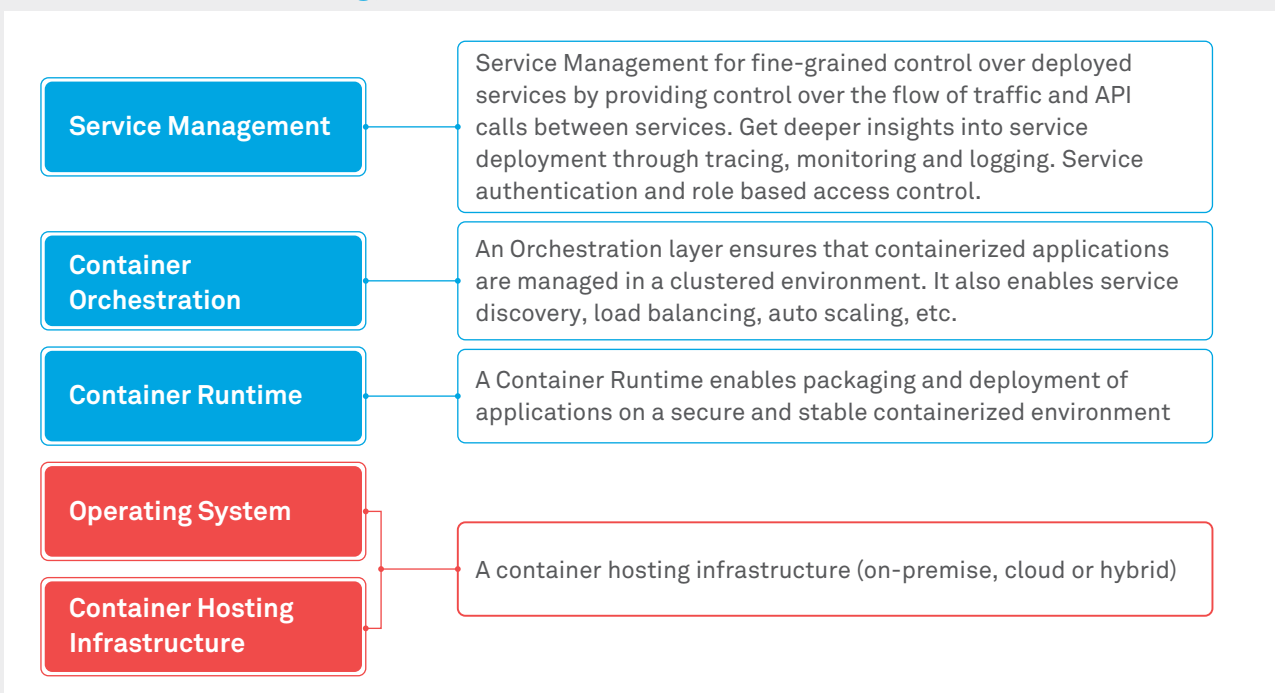 Service Management
Service Management for fine-grained control over deployed
services by providing control over the flow of traffic and API
calls between services. Get deeper insights into service
deployment through tracing, monitoring and logging. Service
authentication and role based access control.
Container
Orchestration
An Orchestration layer ensures that containerized applications
are managed in a clustered environment. It also enables service
discovery, load balancing, auto scaling, etc.
Container Runtime
A Container Runtime enables packaging and deployment of
applications on a secure and stable containerized environment
Operating System
Container Hosting
Infrastructure
A container hosting infrastructure (on-premise, cloud or hybrid)